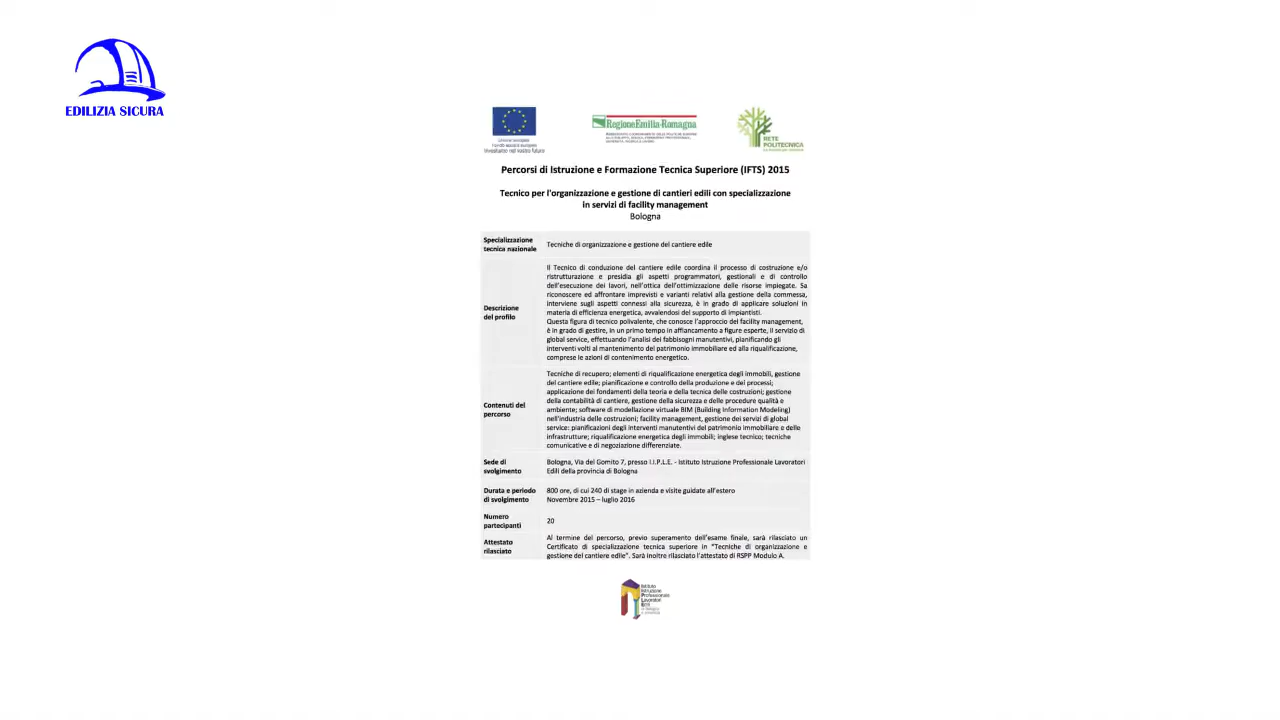 EDILIZIA SICURA
Unione europea
Fondo sociale europeo
Investiamo nel vostro futuro
RegioneEmilia-Romagna
RETE
POLITECNICA
Percorsi di Istruzione e Formazione Tecnica Superiore (IFTS) 2015
Tecnico per l'organizzazione e gestione di cantieri edili con specializzazione
in servizi di facility management
Bologna
Specializzazione
tecnica nazionale
Tecniche di organizzazione e gestione del cantiere edile
Descrizione
del profilo
Il Tecnico di conduzione del cantiere edile coordina il processo di costruzione e/o
ristrutturazione e presidia gli aspetti programmatori, gestionali e di controllo
dell'esecuzione dei lavori, nell'ottica dell'ottimizzazione delle risorse impiegate. Sa
riconoscere ed affrontare imprevisti e varianti relativi alla gestione della commessa,
interviene sugli aspetti connessi alla sicurezza, è in grado di applicare soluzioni in
materia di efficienza energetica, avvalendosi del supporto di impiantisti.
Questa figura di tecnico polivalente, che conosce l'approccio del facility management,
è in grado di gestire, in un primo tempo in affiancamento a figure esperte, il servizio di
global service, effettuando l'analisi dei fabbisogni manutentivi, pianificando gli
interventi volti al mantenimento del patrimonio immobiliare ed alla riqualificazione,
comprese le azioni di contenimento energetico.
Contenuti del
percorso
Tecniche di recupero; elementi di riqualificazione energetica degli immobili, gestione
del cantiere edile; pianificazione e controllo della produzione e dei processi;
applicazione dei fondamenti della teoria e della tecnica delle costruzioni; gestione
della contabilità di cantiere, gestione della sicurezza e delle procedure qualità e
ambiente; software di modellazione virtuale BIM (Building Information Modeling)
nell'industria delle costruzioni; facility management, gestione dei servizi di global
service: pianificazioni degli interventi manutentivi del patrimonio immobiliare e delle
infrastrutture; riqualificazione energetica degli immobili; inglese tecnico; tecniche
comunicative e di negoziazione differenziate.
Sede di
svolgimento
Bologna, Via del Gomito 7, presso I.I.P.L.E. - Istituto Istruzione Professionale Lavoratori
Edili della provincia di Bologna
Durata e periodo
di svolgimento
800 ore, di cui 240 di stage in azienda e visite guidate all'estero
Novembre 2015 – luglio 2016
Numero
partecipanti
20
Attestato
rilasciato
Al termine del percorso, previo superamento dell'esame finale, sarà rilasciato un
Certificato di specializzazione tecnica superiore in "Tecniche di organizzazione e
gestione del cantiere edile". Sarà inoltre rilasciato l'attestato di RSPP Modulo A.
Istituto
Istruzione
Professionale
Lavoratori
Edili